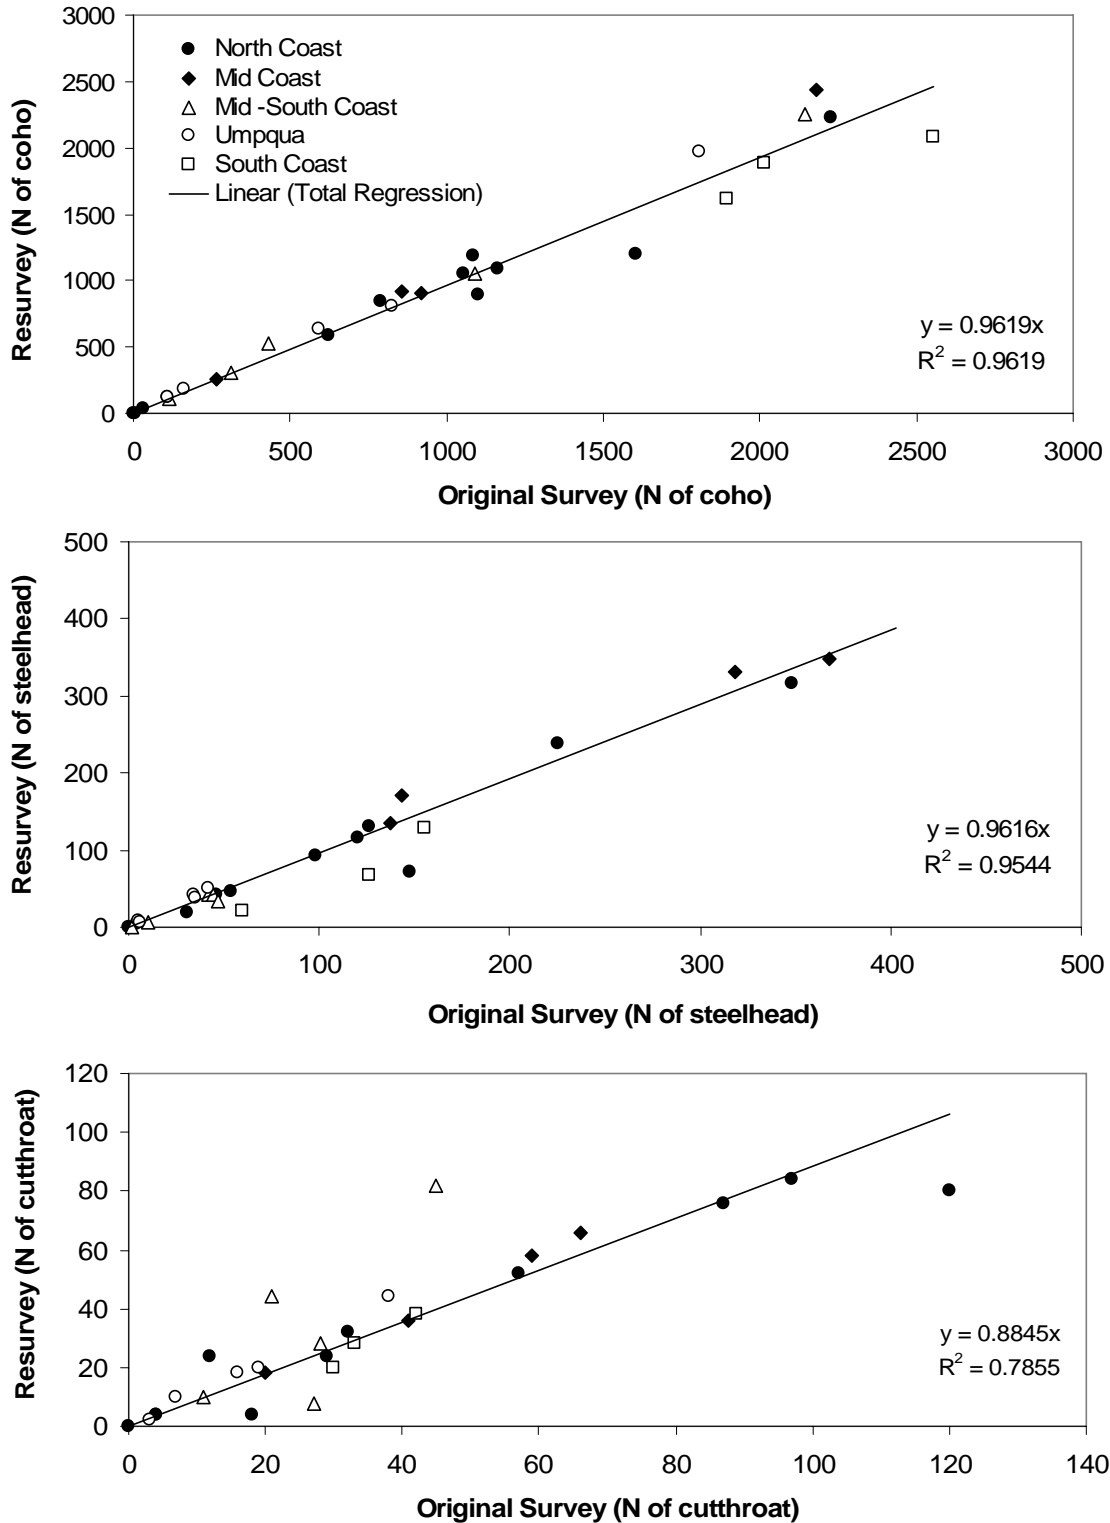 3000
2500
2000
1500
1000
500
0
Resurvey (N of coho)
North Coast
Mid Coast
Mid -South Coast
Umpqua
South Coast
Linear (Total Regression)
y = 0.9619x
R² = 0.9619
0 500 1000 1500 2000 2500 3000
Original Survey (N of coho)
500
400
300
200
100
0
Resurvey (N of steelhead)
y = 0.9616x
R² = 0.9544
0 100 200 300 400 500
Original Survey (N of steelhead)
120
100
80
60
40
20
0
Resurvey (N of cutthroat)
y = 0.8845x
R² = 0.7855
0 20 40 60 80 100 120 140
Original Survey (N of cutthroat)